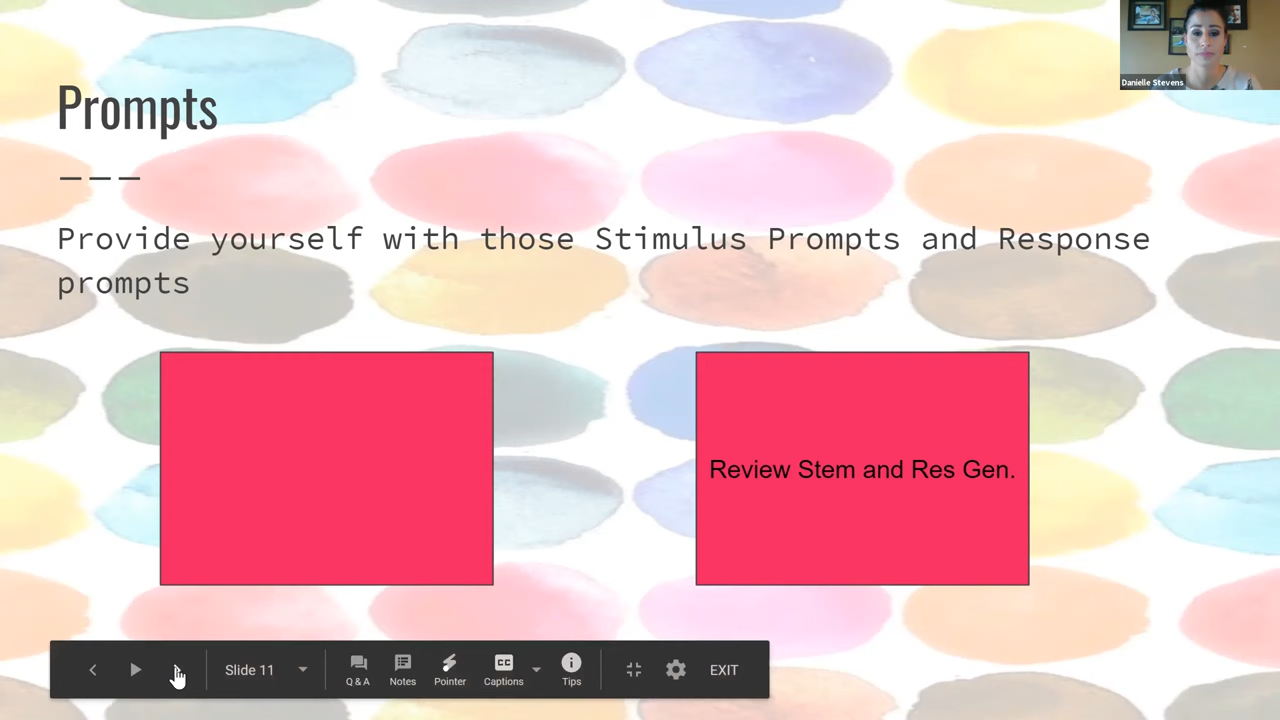 Danielle Stevens
Prompts
Provide yourself with those Stimulus Prompts and Response
prompts
Review Stem and Res Gen.
Slide 11
Q & A
Notes
Pointer
CC
Captions
Tips
EXIT